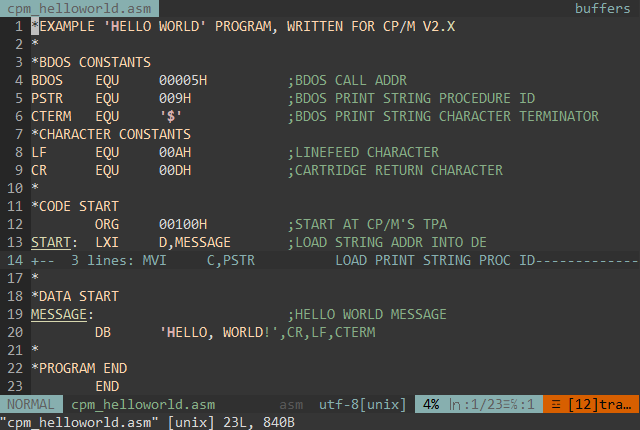 cpm_helloworld.asm buffers
1 *EXAMPLE 'HELLO WORLD' PROGRAM, WRITTEN FOR CP/M V2.X
2 *
3 *BDOS CONSTANTS
4 BDOS EQU 00005H ;BDOS CALL ADDR
5 PSTR EQU 009H ;BDOS PRINT STRING PROCEDURE ID
6 CTERM EQU '$' ;BDOS PRINT STRING CHARACTER TERMINATOR
7 *CHARACTER CONSTANTS
8 LF EQU 00AH ;LINEFEED CHARACTER
9 CR EQU 00DH ;CARTRIDGE RETURN CHARACTER
10 *
11 *CODE START
12 ORG 00100H ;START AT CP/M'S TPA
13 START: LXI D,MESSAGE ;LOAD STRING ADDR INTO DE
14 +-- 3 lines: MVI C,PSTR LOAD PRINT STRING PROC ID-------------
17 *
18 *DATA START
19 MESSAGE: ;HELLO WORLD MESSAGE
20 DB 'HELLO, WORLD!',CR,LF,CTERM
21 *
22 *PROGRAM END
23 END
NORMAL cpm_helloworld.asm asm utf-8[unix] 4% ㏑:1/23≡℅:1 ☲ [12]tra…
"cpm_helloworld.asm" [unix] 23L, 840B